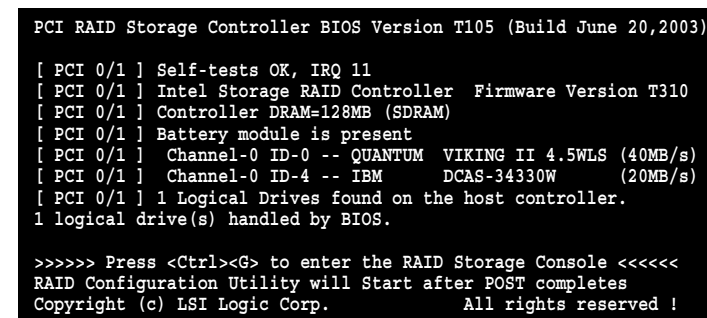 PCI RAID Storage Controller BIOS Version T105 (Build June 20,2003)
[ PCI 0/1 ] Self-tests OK, IRQ 11
[ PCI 0/1 ] Intel Storage RAID Controller  Firmware Version T310
[ PCI 0/1 ] Controller DRAM=128MB (SDRAM)
[ PCI 0/1 ] Battery module is present
[ PCI 0/1 ]  Channel-0 ID-0 -- QUANTUM  VIKING II 4.5WLS (40MB/s)
[ PCI 0/1 ]  Channel-0 ID-4 -- IBM      DCAS-34330W      (20MB/s)
[ PCI 0/1 ] 1 Logical Drives found on the host controller.
1 logical drive(s) handled by BIOS.
>>>>>> Press <Ctrl><G> to enter the RAID Storage Console <<<<<<
RAID Configuration Utility will Start after POST completes
Copyright (c) LSI Logic Corp.               All rights reserved !